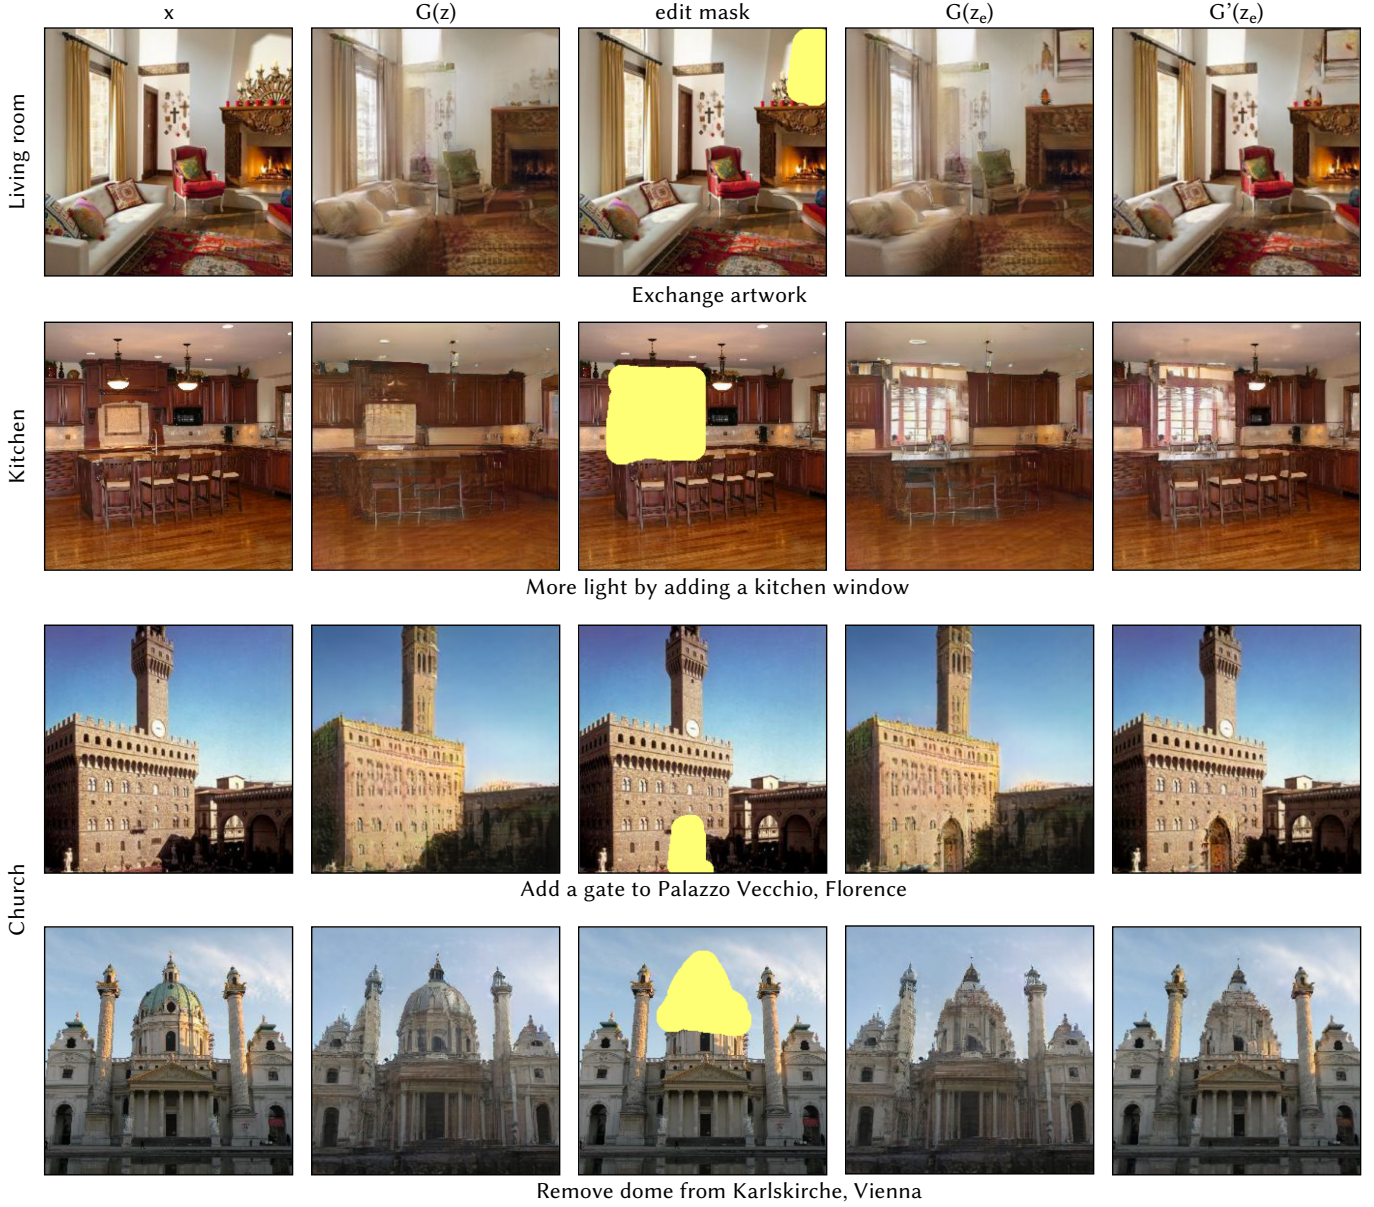 x G(z) edit mask G(zₑ) G'(zₑ)
Living room
Exchange artwork
Kitchen
More light by adding a kitchen window
Church
Add a gate to Palazzo Vecchio, Florence
Remove dome from Karlskirche, Vienna